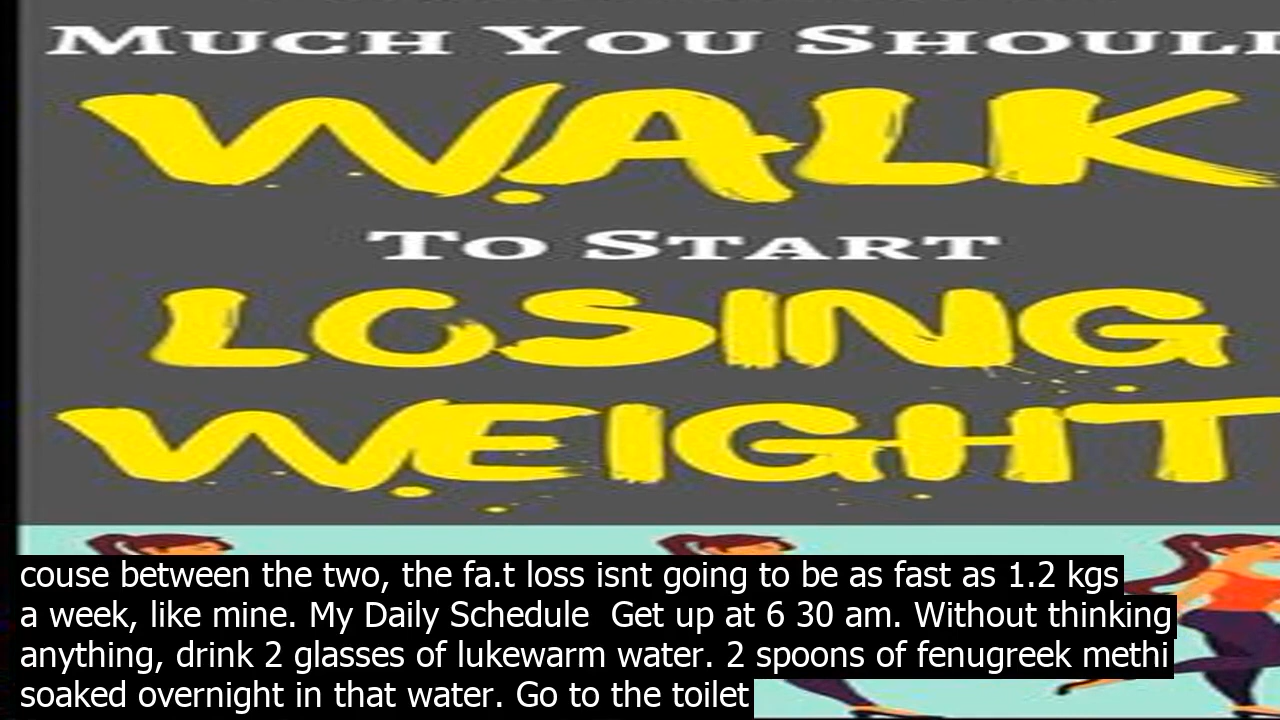 MUCH YOU SHOUL
WALK
TO START
LOSING
WEIGHT
couse between the two, the fa.t loss isnt going to be as fast as 1.2 kgs
a week, like mine. My Daily Schedule  Get up at 6 30 am. Without thinking
anything, drink 2 glasses of lukewarm water. 2 spoons of fenugreek methi
soaked overnight in that water. Go to the toilet